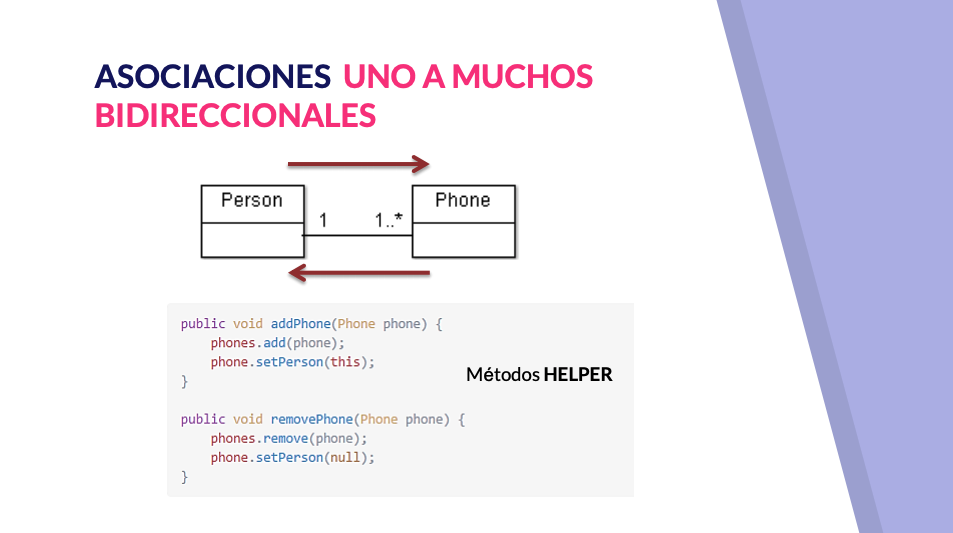 ASOCIACIONES UNO A MUCHOS
BIDIRECCIONALES
Person
1
1..*
Phone
public void addPhone(Phone phone) {
    phones.add(phone);
    phone.setPerson(this);
}
Métodos HELPER
public void removePhone(Phone phone) {
    phones.remove(phone);
    phone.setPerson(null);
}